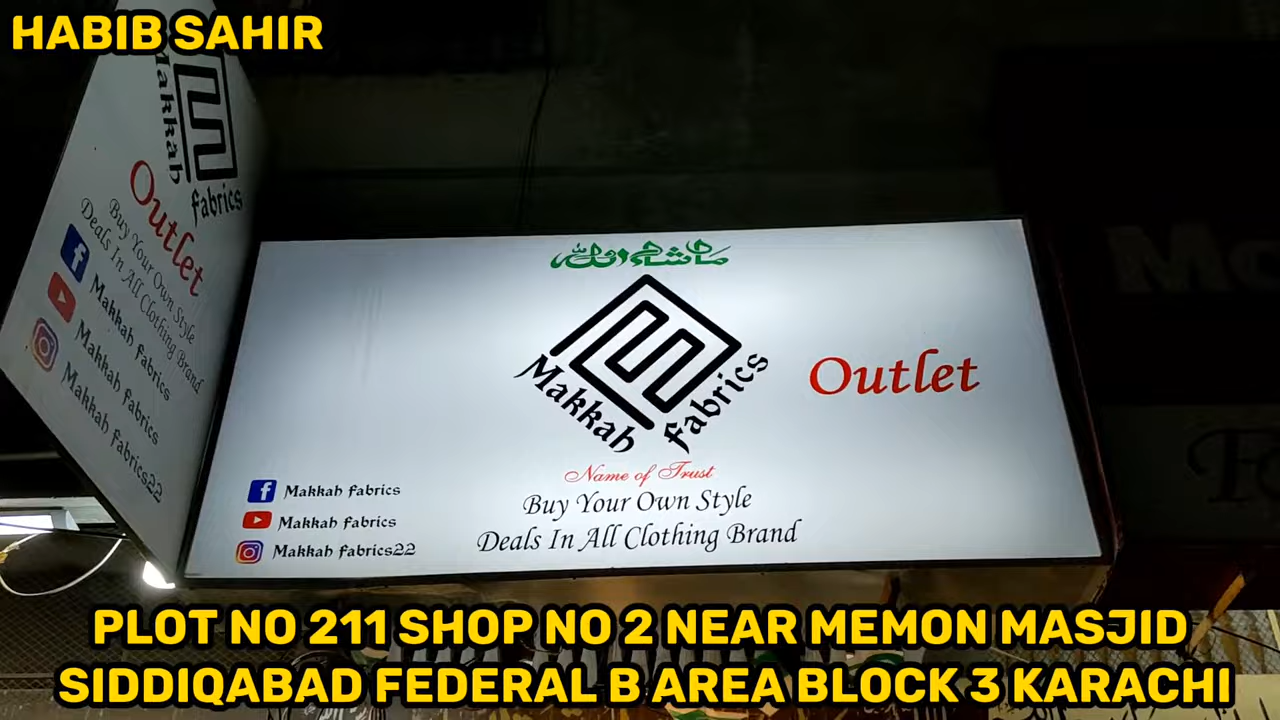 HABIB SAHIR
Makkah
fabrics
Outlet
Buy Your Own Style
Deals In All Clothing Brand
Makkah fabrics
Makkah fabrics
Makkah fabrics22
ماشاءالله
Makkah
fabrics
Outlet
Name of Trust
Buy Your Own Style
Deals In All Clothing Brand
Makkah fabrics
Makkah fabrics
Makkah fabrics22
PLOT NO 211 SHOP NO 2 NEAR MEMON MASJID
SIDDIQABAD FEDERAL B AREA BLOCK 3 KARACHI